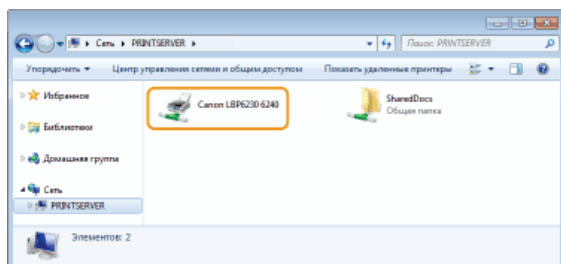 Сеть ▸ PRINTSERVER ▸
Поиск: PRINTSERVER
Упорядочить
Центр управления сетями и общим доступом
Показать удаленные принтеры
Избранное
Библиотеки
Домашняя группа
Сеть
PRINTSERVER
Canon LBP6230 6240
SharedDocs
Общая папка
Элементов: 2